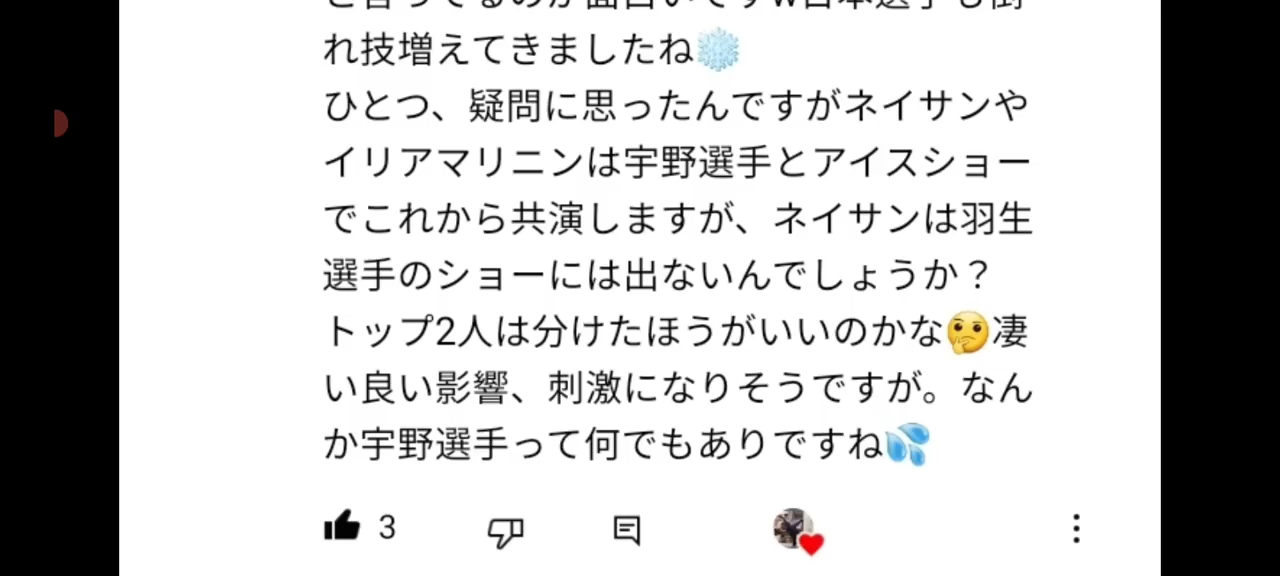 れ技増えてきましたね❄️
ひとつ、疑問に思ったんですがネイサンや
イリアマリニンは宇野選手とアイスショー
でこれから共演しますが、ネイサンは羽生
選手のショーには出ないんでしょうか？
トップ2人は分けたほうがいいのかな🤔凄
い良い影響、刺激になりそうですが。なん
か宇野選手って何でもありですね💦
3